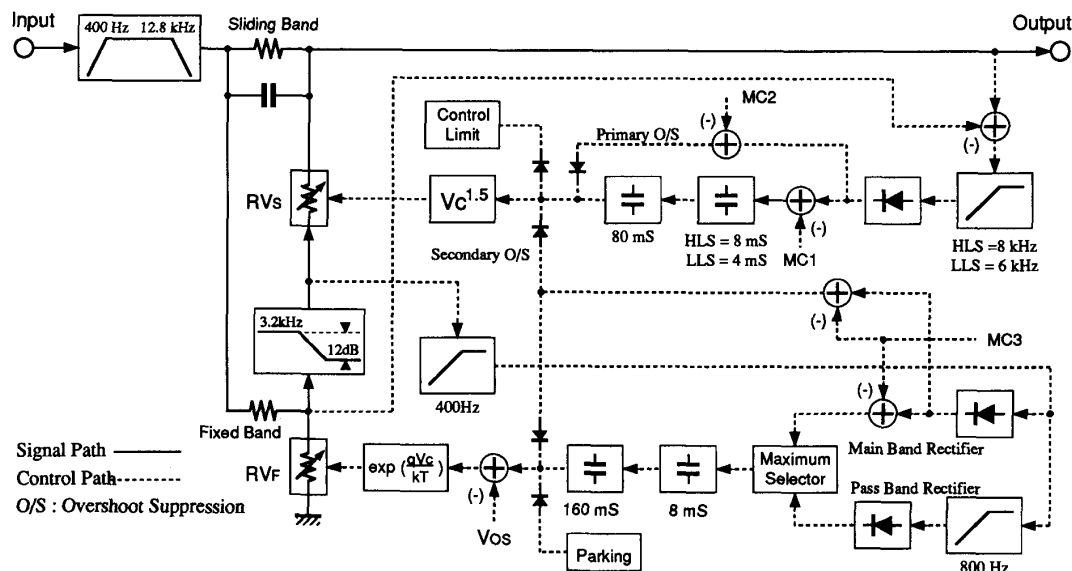 Input
400 Hz 12.8 kHz
Sliding Band
Output
MC2
(-)
Control
Limit
Primary O/S
(-)
RVS
Vc1.5
80 mS
HLS = 8 mS
LLS = 4 mS
MC1
(-)
HLS =8 kHz
LLS = 6 kHz
Secondary O/S
3.2kHz
12dB
(-)
MC3
400Hz
(-)
Fixed Band
Main Band Rectifier
Signal Path
Control Path
O/S : Overshoot Suppression
RVF
exp (qVc/kT)
(-)
VOS
160 mS
8 mS
Maximum
Selector
Pass Band Rectifier
Parking
800 Hz